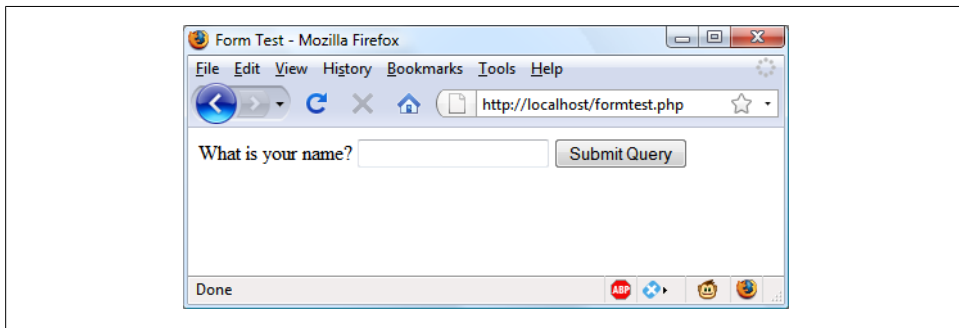 Form Test - Mozilla Firefox
File Edit View History Bookmarks Tools Help
http://localhost/formtest.php
What is your name? Submit Query
Done
ABP